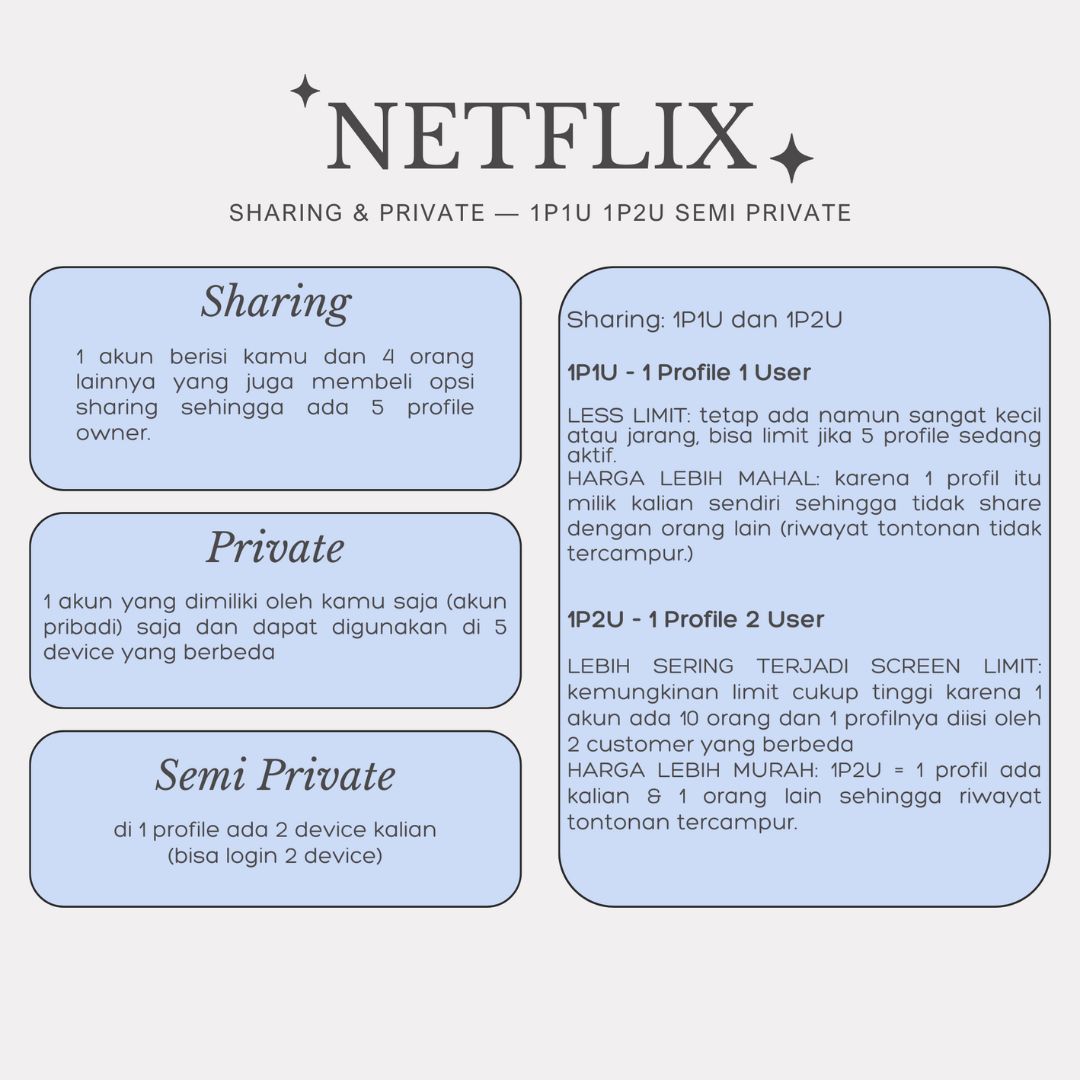 NETFLIX
SHARING & PRIVATE — 1P1U 1P2U SEMI PRIVATE
Sharing
1 akun berisi kamu dan 4 orang
lainnya yang juga membeli opsi
sharing sehingga ada 5 profile
owner.
Private
1 akun yang dimiliki oleh kamu saja (akun
pribadi) saja dan dapat digunakan di 5
device yang berbeda
Semi Private
di 1 profile ada 2 device kalian
(bisa login 2 device)
Sharing: 1P1U dan 1P2U
1P1U - 1 Profile 1 User
LESS LIMIT: tetap ada namun sangat kecil
atau jarang, bisa limit jika 5 profile sedang
aktif.
HARGA LEBIH MAHAL: karena 1 profil itu
milik kalian sendiri sehingga tidak share
dengan orang lain (riwayat tontonan tidak
tercampur.)
1P2U - 1 Profile 2 User
LEBIH SERING TERJADI SCREEN LIMIT:
kemungkinan limit cukup tinggi karena 1
akun ada 10 orang dan 1 profilnya diisi oleh
2 customer yang berbeda
HARGA LEBIH MURAH: 1P2U = 1 profil ada
kalian & 1 orang lain sehingga riwayat
tontonan tercampur.